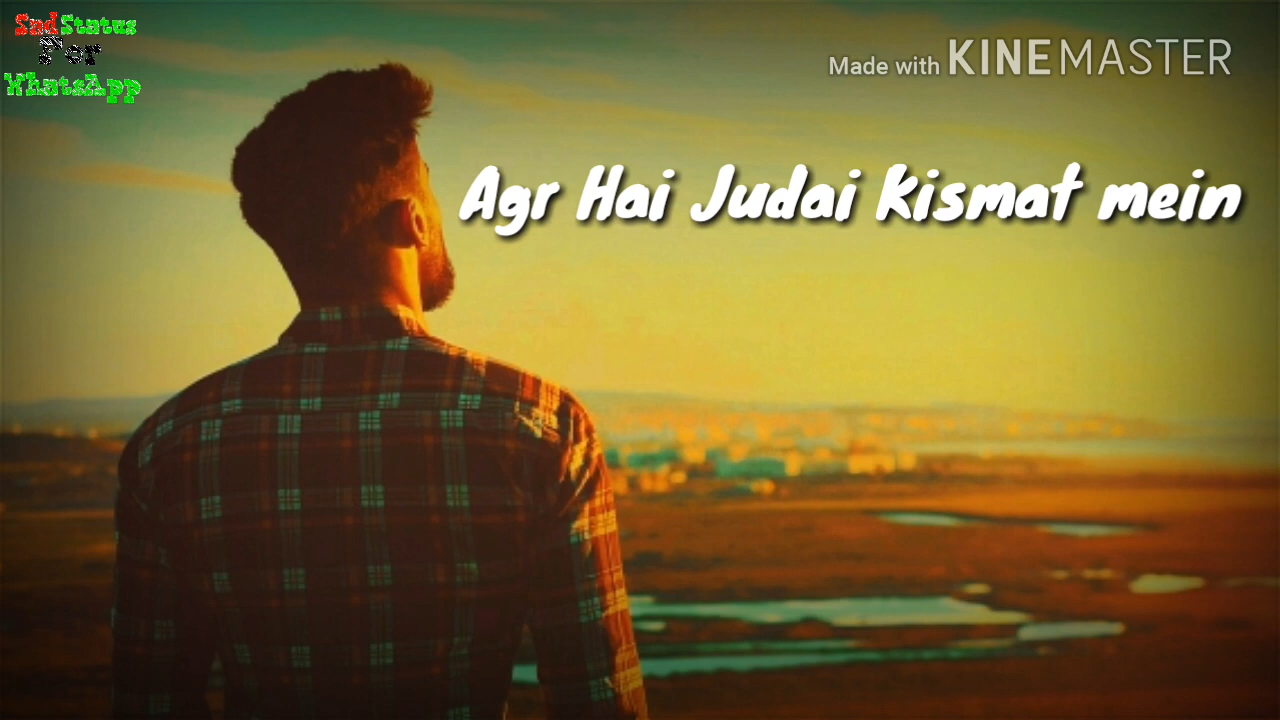 Sad Status
For
WhatsApp
Made with KINEMASTER
Agr Hai Judai Kismat mein